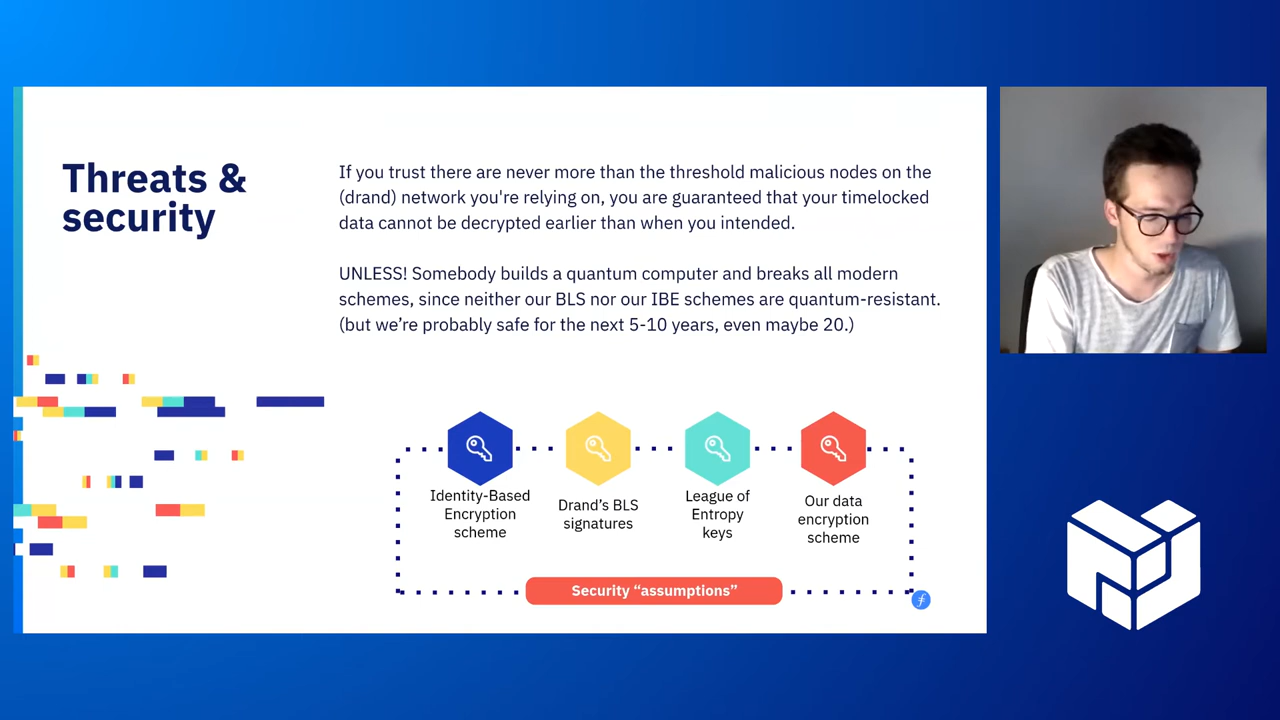 Threats &
security
If you trust there are never more than the threshold malicious nodes on the
(drand) network you're relying on, you are guaranteed that your timelocked
data cannot be decrypted earlier than when you intended.
UNLESS! Somebody builds a quantum computer and breaks all modern
schemes, since neither our BLS nor our IBE schemes are quantum-resistant.
(but we’re probably safe for the next 5-10 years, even maybe 20.)
Identity-Based
Encryption
scheme
Drand’s BLS
signatures
League of
Entropy
keys
Our data
encryption
scheme
Security “assumptions”